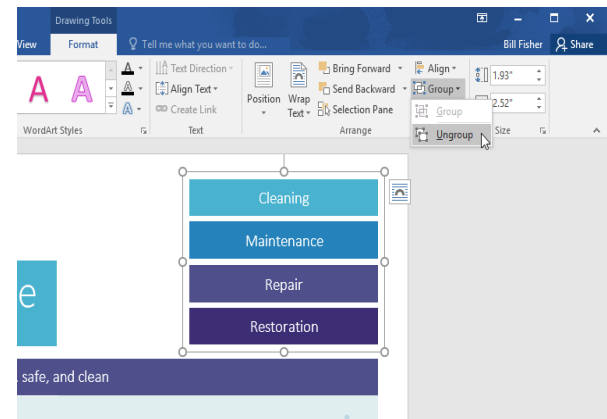 Drawing Tools
View Format Tell me what you want to do... Bill Fisher Share
A A A A A
Text Direction
Align Text
Create Link
Position
Wrap
Text
Bring Forward
Send Backward
Selection Pane
Align
Group
1.93"
2.52"
Group
Ungroup
WordArt Styles Text Arrange Size
Cleaning
Maintenance
e
Repair
Restoration
safe, and clean